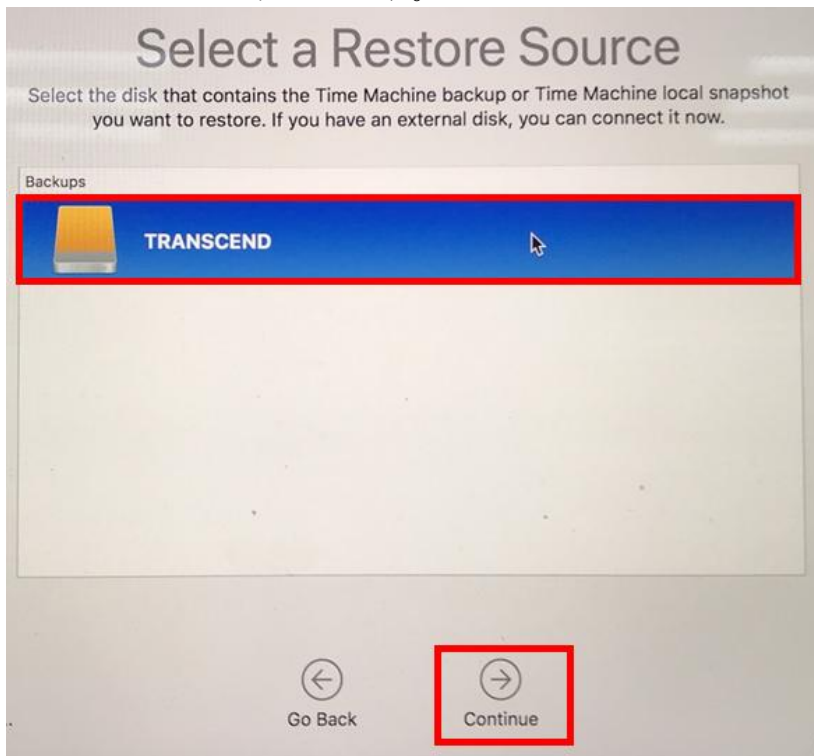 Select a Restore Source
Select the disk that contains the Time Machine backup or Time Machine local snapshot
you want to restore. If you have an external disk, you can connect it now.
Backups
TRANSCEND
Go Back
Continue